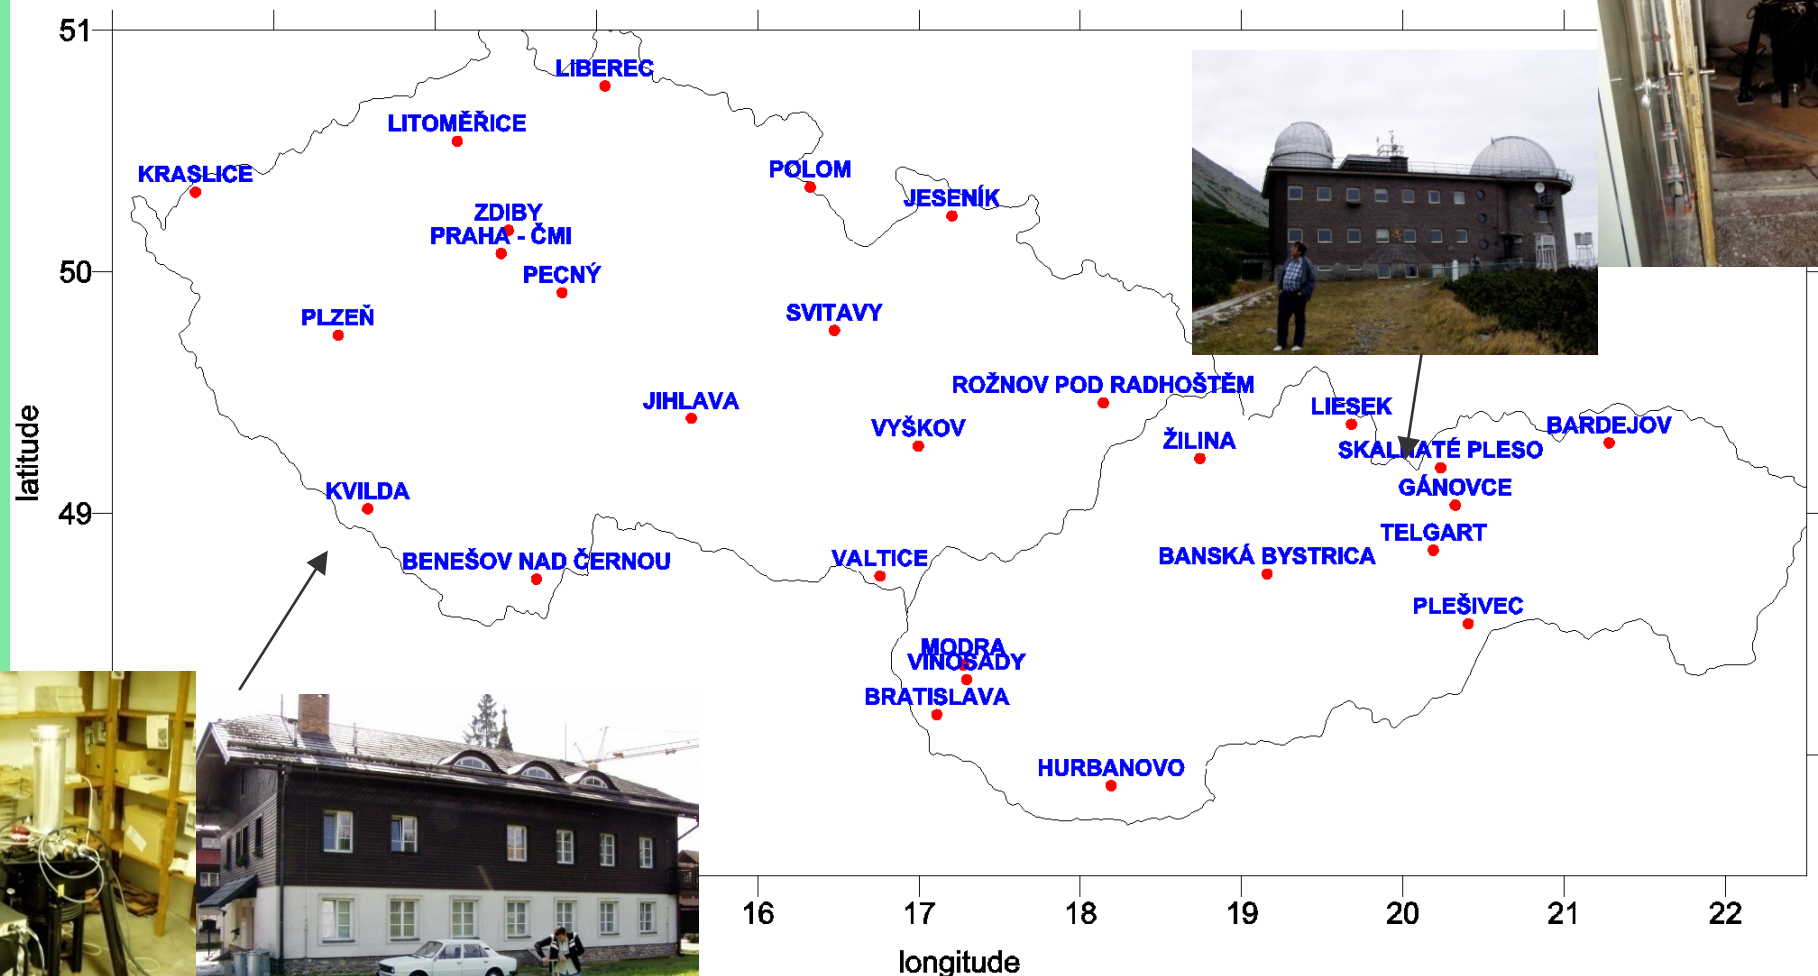 51
LIBEREC
LITOMĚŘICE
KRASLICE
POLOM
JESENÍK
ZDIBY
PRAHA - ČMI
50
PECNÝ
PLZEŇ
SVITAVY
ROŽNOV POD RADHOŠTĚM
JIHLAVA
LIESEK
VYŠKOV
BARDEJOV
ŽILINA
SKALNATÉ PLESO
latitude
KVILDA
GÁNOVCE
49
TELGART
BENEŠOV NAD ČERNOU
VALTICE
BANSKÁ BYSTRICA
PLEŠIVEC
MODRA
VINOSADY
BRATISLAVA
HURBANOVO
16 17 18 19 20 21 22
longitude